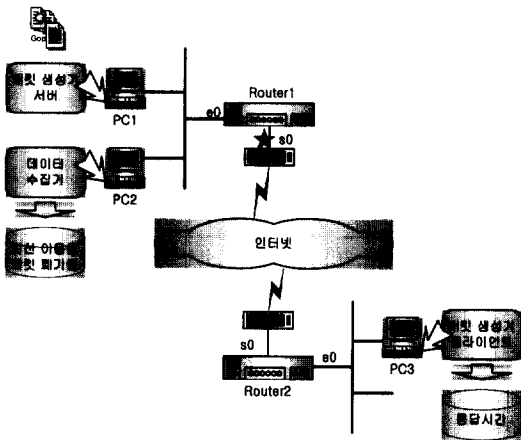 패킷 생성기
서버
PC1
데이터
수집기
PC2
패킷 폐기율
e0
Router1
s0
인터넷
s0
Router2
e0
PC3
패킷 생성기
클라이언트
응답시간